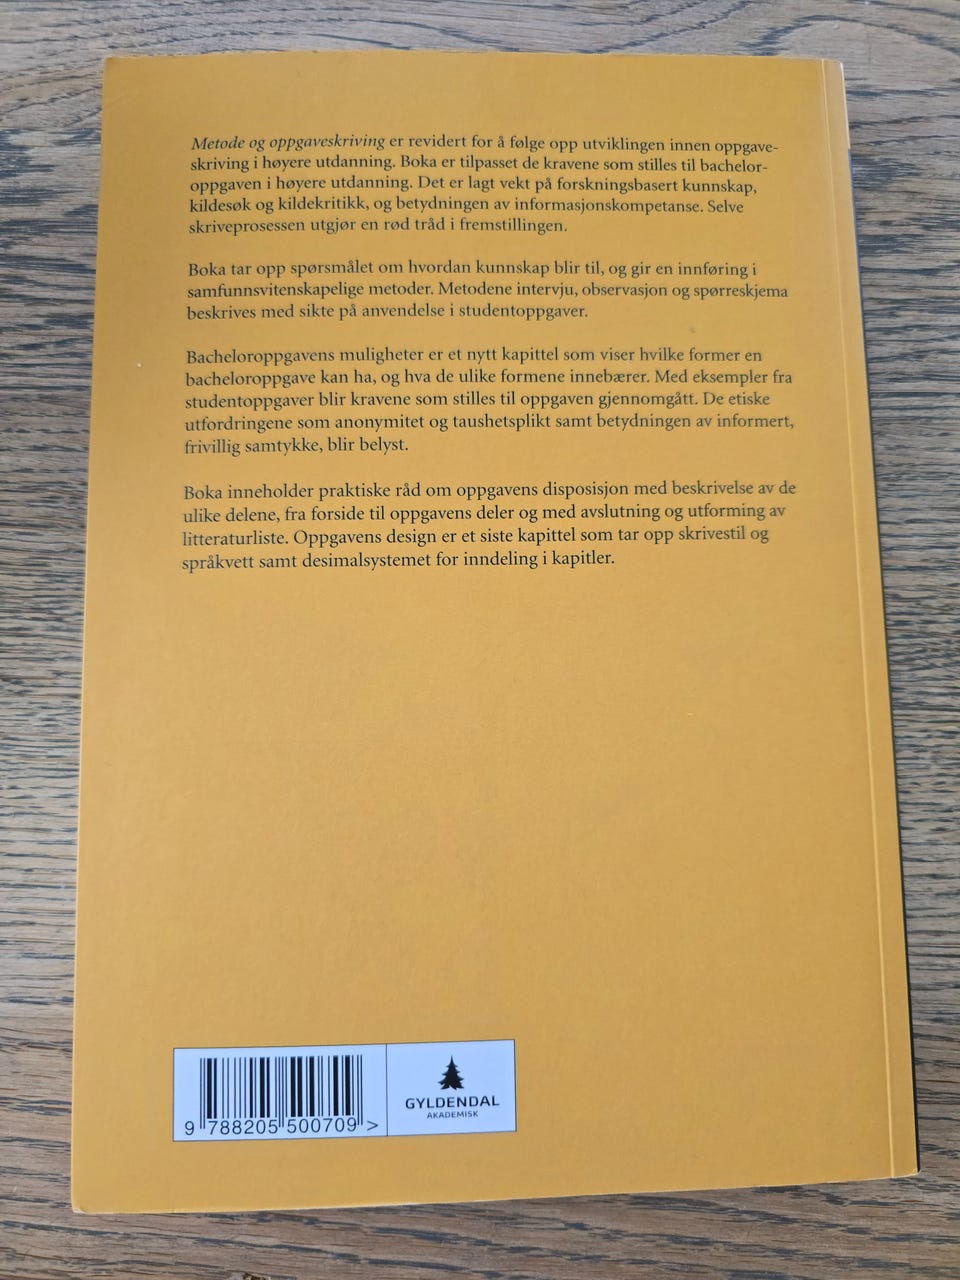 Metode og oppgaveskriving er revidert for å følge opp utviklingen innen oppgave-
skriving i høyere utdanning. Boka er tilpasset de kravene som stilles til bachelor-
oppgaven i høyere utdanning. Det er lagt vekt på forskningsbasert kunnskap,
kildesøk og kildekritikk, og betydningen av informasjonskompetanse. Selve
skriveprosessen utgjør en rød tråd i fremstillingen.
Boka tar opp spørsmålet om hvordan kunnskap blir til, og gir en innføring i
samfunnsvitenskapelige metoder. Metodene intervju, observasjon og spørreskjema
beskrives med sikte på anvendelse i studentoppgaver.
Bacheloroppgavens muligheter er et nytt kapittel som viser hvilke former en
bacheloroppgave kan ha, og hva de ulike formene innebærer. Med eksempler fra
studentoppgaver blir kravene som stilles til oppgaven gjennomgått. De etiske
utfordringene som anonymitet og taushetsplikt samt betydningen av informert,
frivillig samtykke, blir belyst.
Boka inneholder praktiske råd om oppgavens disposisjon med beskrivelse av de
ulike delene, fra forside til oppgavens deler og med avslutning og utforming av
litteraturliste. Oppgavens design er et siste kapittel som tar opp skrivestil og
språkvett samt desimalsystemet for inndeling i kapitler.
9 788205 500709 >
GYLDENDAL
AKADEMISK